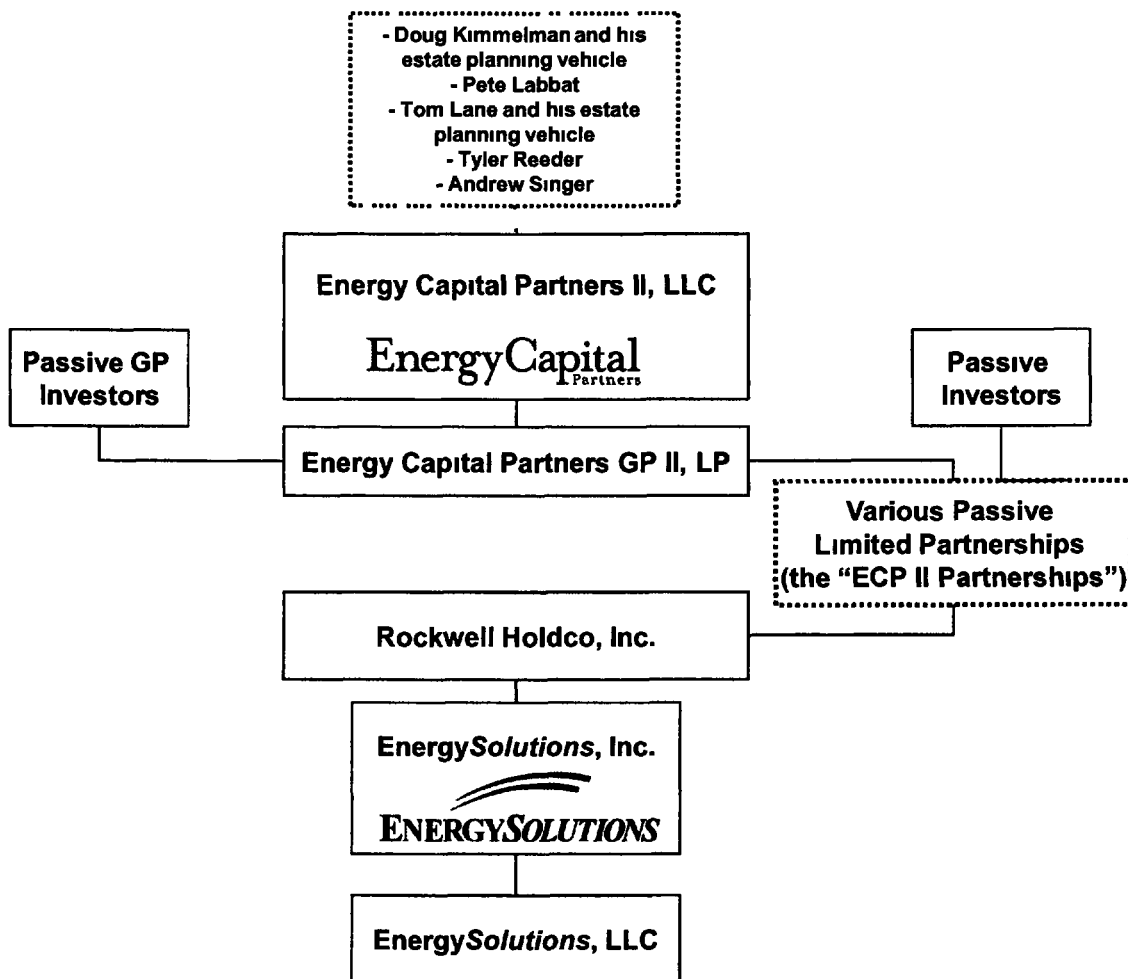 - Doug Kimmelman and his
estate planning vehicle
- Pete Labbat
- Tom Lane and his estate
planning vehicle
- Tyler Reeder
- Andrew Singer
Energy Capital Partners II, LLC
EnergyCapital
Partners
Passive GP
Investors
Passive
Investors
Energy Capital Partners GP II, LP
Various Passive
Limited Partnerships
(the “ECP II Partnerships”)
Rockwell Holdco, Inc.
EnergySolutions, Inc.
ENERGYSOLUTIONS
EnergySolutions, LLC